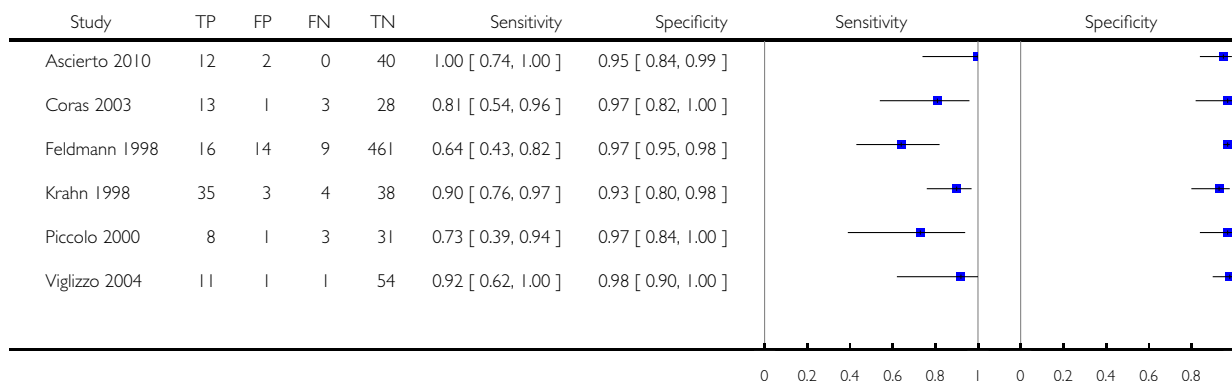 Study TP FP FN TN Sensitivity Specificity Sensitivity Specificity
Ascierto 2010 12 2 0 40 1.00 [ 0.74, 1.00 ] 0.95 [ 0.84, 0.99 ]
Coras 2003 13 1 3 28 0.81 [ 0.54, 0.96 ] 0.97 [ 0.82, 1.00 ]
Feldmann 1998 16 14 9 461 0.64 [ 0.43, 0.82 ] 0.97 [ 0.95, 0.98 ]
Krahn 1998 35 3 4 38 0.90 [ 0.76, 0.97 ] 0.93 [ 0.80, 0.98 ]
Piccolo 2000 8 1 3 31 0.73 [ 0.39, 0.94 ] 0.97 [ 0.84, 1.00 ]
Viglizzo 2004 11 1 1 54 0.92 [ 0.62, 1.00 ] 0.98 [ 0.90, 1.00 ]
0 0.2 0.4 0.6 0.8 1 0 0.2 0.4 0.6 0.8